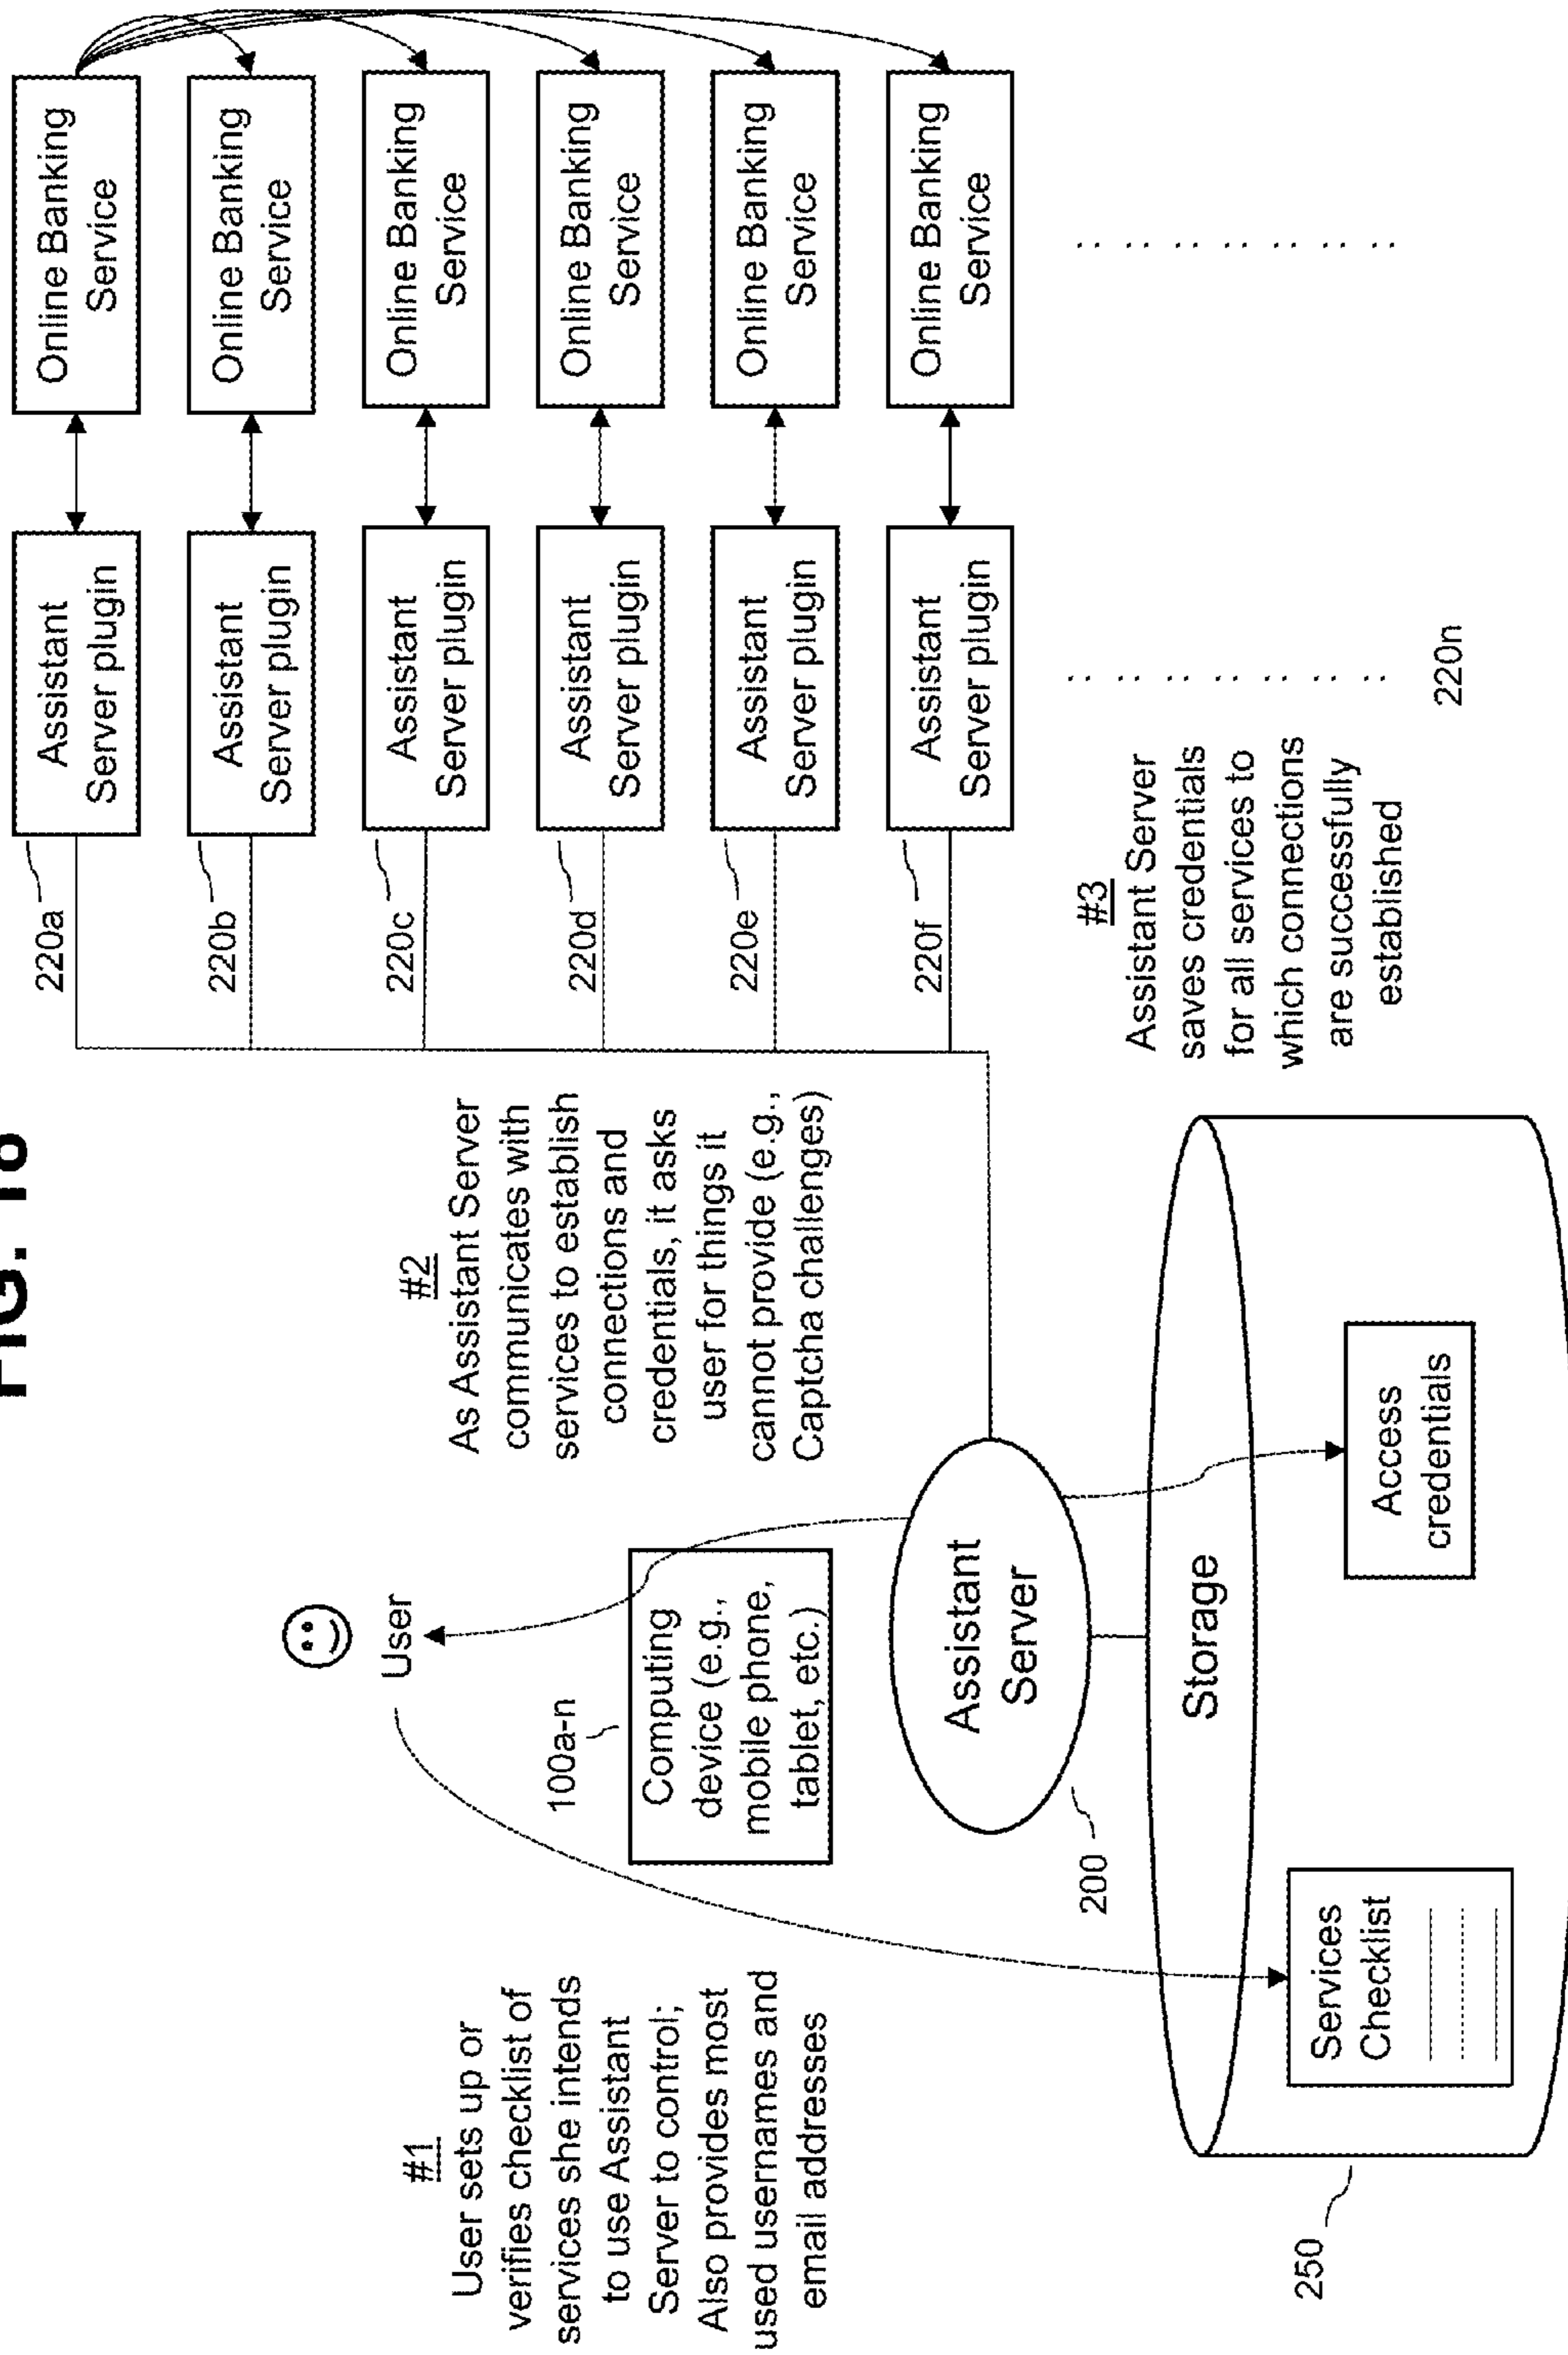 FIG.
#1
User sets up or
verifies checklist of
services she intends
to use Assistant
Server to control;
Also provides most
used usernames and
email addresses
User
100a-n
Computing
device (e.g.,
mobile phone,
tablet, etc.)
#2
As Assistant Server
communicates with
services to establish
connections and
credentials, it asks
user for things it
cannot provide (e.g.,
Captcha challenges)
220a
Assistant
Server plugin
Online Banking
Service
220b
Assistant
Server plugin
Online Banking
Service
220c
Assistant
Server plugin
Online Banking
Service
220d
Assistant
Server plugin
Online Banking
Service
220e
Assistant
Server plugin
Online Banking
Service
220f
Assistant
Server plugin
Online Banking
Service
220n
Assistant
Server
200
#3
Assistant Server
saves credentials
for all services to
which connections
are successfully
established
Storage
250
Services
Checklist
Access
credentials